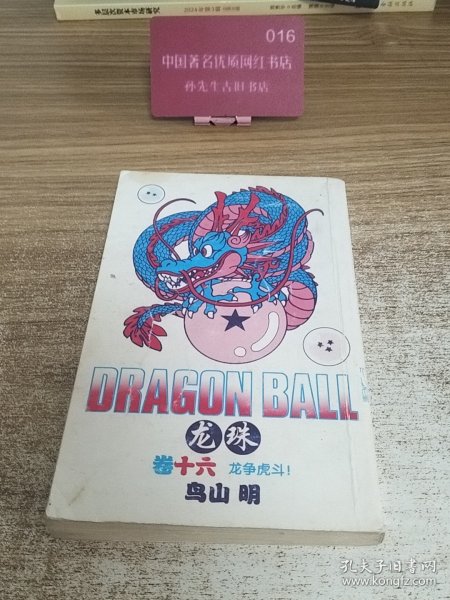 016
中国著名优质网红书店
孙先生古旧书店
DRAGON BALL
龙珠
卷十六 龙争虎斗!
鸟山明
孔夫子旧书网
www.kongfz.com